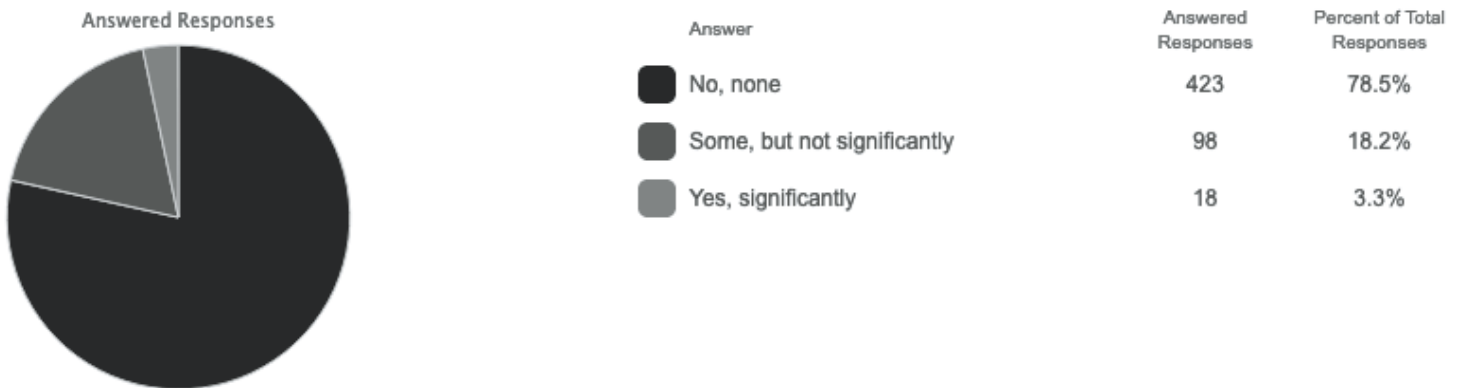 Answered Responses
Answer
Answered
Responses
Percent of Total
Responses
No, none 423 78.5%
Some, but not significantly 98 18.2%
Yes, significantly 18 3.3%